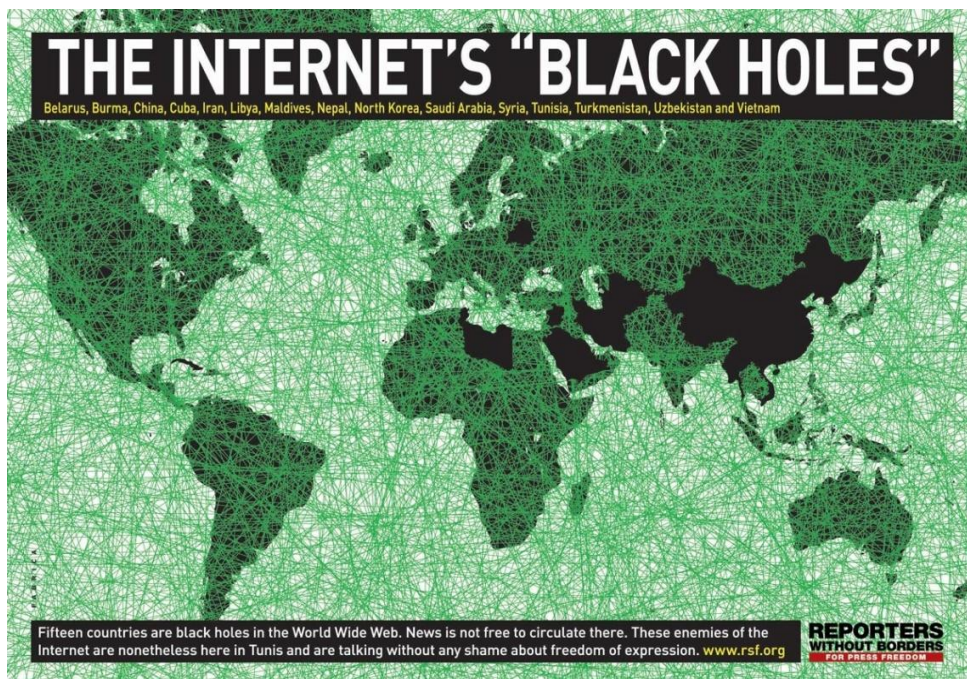 THE INTERNET'S “BLACK HOLES”
Belarus, Burma, China, Cuba, Iran, Libya, Maldives, Nepal, North Korea, Saudi Arabia, Syria, Tunisia, Turkmenistan, Uzbekistan and Vietnam
FABRICA
Fifteen countries are black holes in the World Wide Web. News is not free to circulate there. These enemies of the
Internet are nonetheless here in Tunis and are talking without any shame about freedom of expression. www.rsf.org
REPORTERS
WITHOUT BORDERS
FOR PRESS FREEDOM